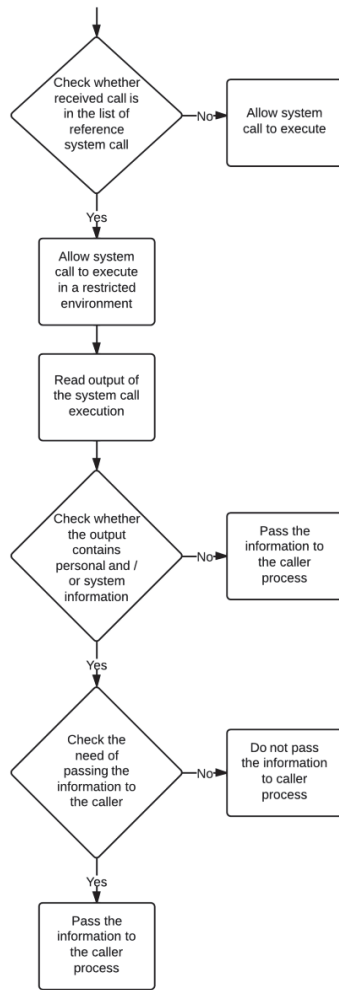 Check whether
received call is
in the list of
reference
system call
No
Allow system
call to execute
Yes
Allow system
call to execute
in a restricted
environment
Read output of
the system call
execution
Check whether
the output
contains
personal and /
or system
information
No
Pass the
information to
the caller
process
Yes
Check the
need of
passing the
information to
the caller
No
Do not pass
the information
to caller
process
Yes
Pass the
information to
the caller
process